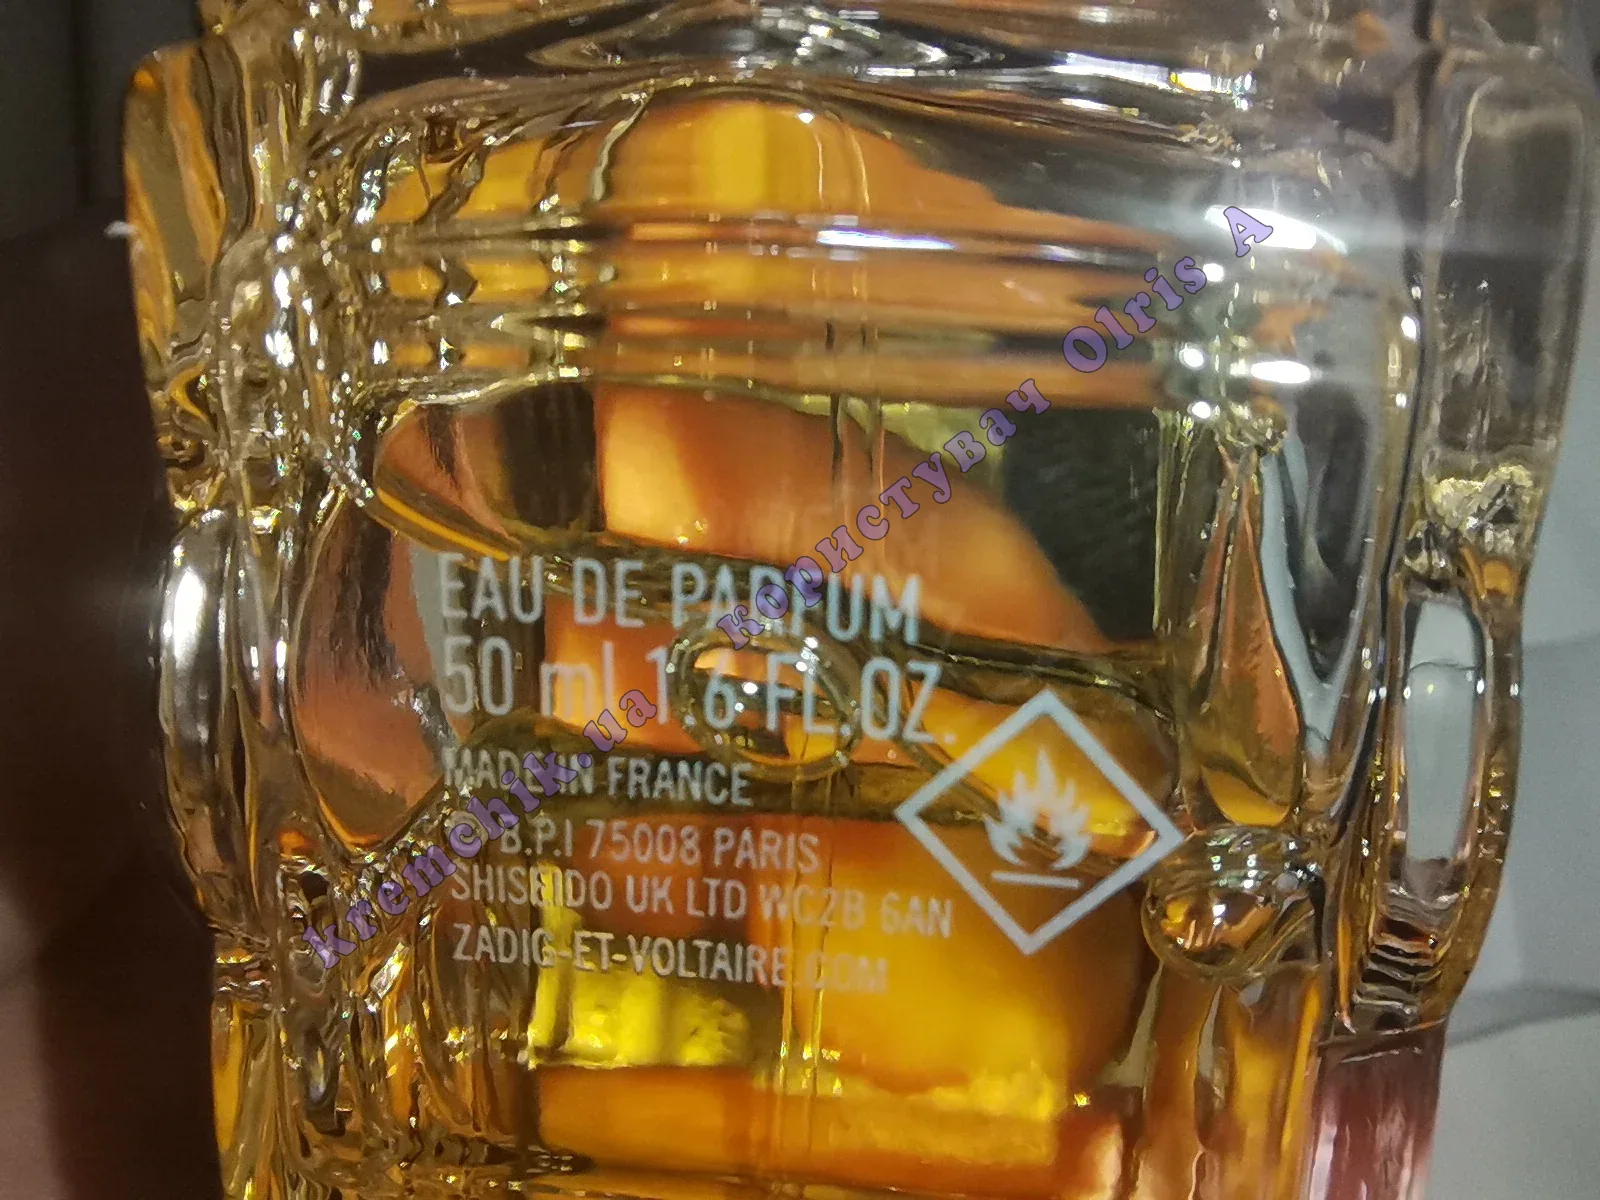 EAU DE PARFUM
50 ml 1.6 FL.OZ.
MADE IN FRANCE
B.P.I 75008 PARIS
SHISEIDO UK LTD WC2B 6AN
ZADIG-ET-VOLTAIRE.COM
kremchik.ua користувач Olris A